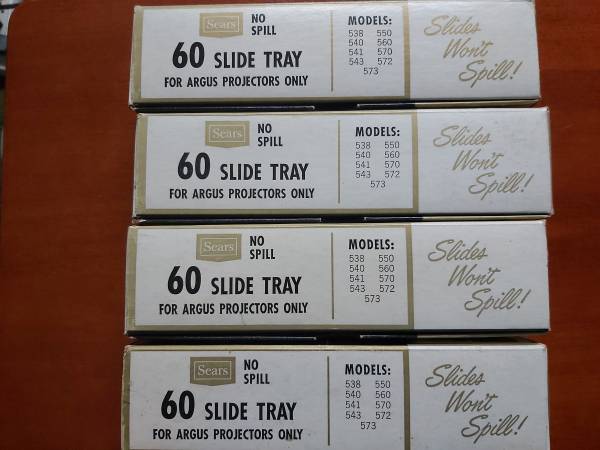 Sears
NO
SPILL
60 SLIDE TRAY
FOR ARGUS PROJECTORS ONLY
MODELS:
538 550
540 560
541 570
543 572
573
Slides
Won't
Spill!
Sears
NO
SPILL
60 SLIDE TRAY
FOR ARGUS PROJECTORS ONLY
MODELS:
538 550
540 560
541 570
543 572
573
Slides
Won't
Spill!
Sears
NO
SPILL
60 SLIDE TRAY
FOR ARGUS PROJECTORS ONLY
MODELS:
538 550
540 560
541 570
543 572
573
Slides
Won't
Spill!
Sears
NO
SPILL
60 SLIDE TRAY
FOR ARGUS PROJECTORS ONLY
MODELS:
538 550
540 560
541 570
543 572
573
Slides
Won't
Spill!